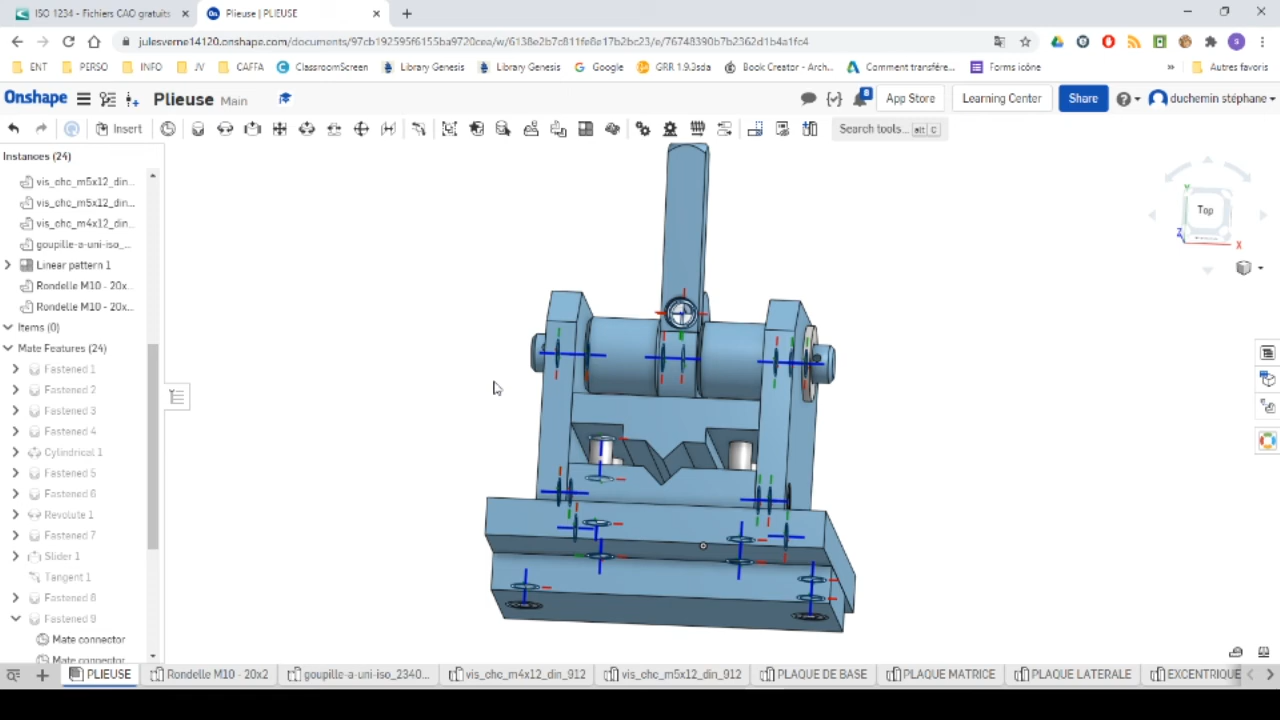 ISO 1234 - Fichiers CAO gratuits
Plieuse | PLIEUSE
julesverne14120.onshape.com/documents/97cb192595f6155ba9720cea/w/6138e2b7c811fe6e17b2bc23/e/76748390b7b2362d1b4a1fc4
ENT
PERSO
INFO
JV
CAFFA
ClassroomScreen
Library Genesis
Library Genesis
Google
GRR 1.9.3sda
Book Creator - Arch...
Comment transfére...
Forms icône
»
Autres favoris
Onshape
Plieuse Main
App Store
Learning Center
Share
duchemin stéphane
Insert
Search tools... alt C
Instances (24)
vis_chc_m5x12_din...
vis_chc_m5x12_din...
vis_chc_m4x12_din...
goupille-a-uni-iso_...
Linear pattern 1
Rondelle M10 - 20x...
Rondelle M10 - 20x...
Items (0)
Mate Features (24)
Fastened 1
Fastened 2
Fastened 3
Fastened 4
Cylindrical 1
Fastened 5
Fastened 6
Revolute 1
Fastened 7
Slider 1
Tangent 1
Fastened 8
Fastened 9
Mate connector
Mate connector
Top
Y
Z
X
PLIEUSE
Rondelle M10 - 20x2
goupille-a-uni-iso_2340...
vis_chc_m4x12_din_912
vis_chc_m5x12_din_912
PLAQUE DE BASE
PLAQUE MATRICE
PLAQUE LATERALE
EXCENTRIQUE